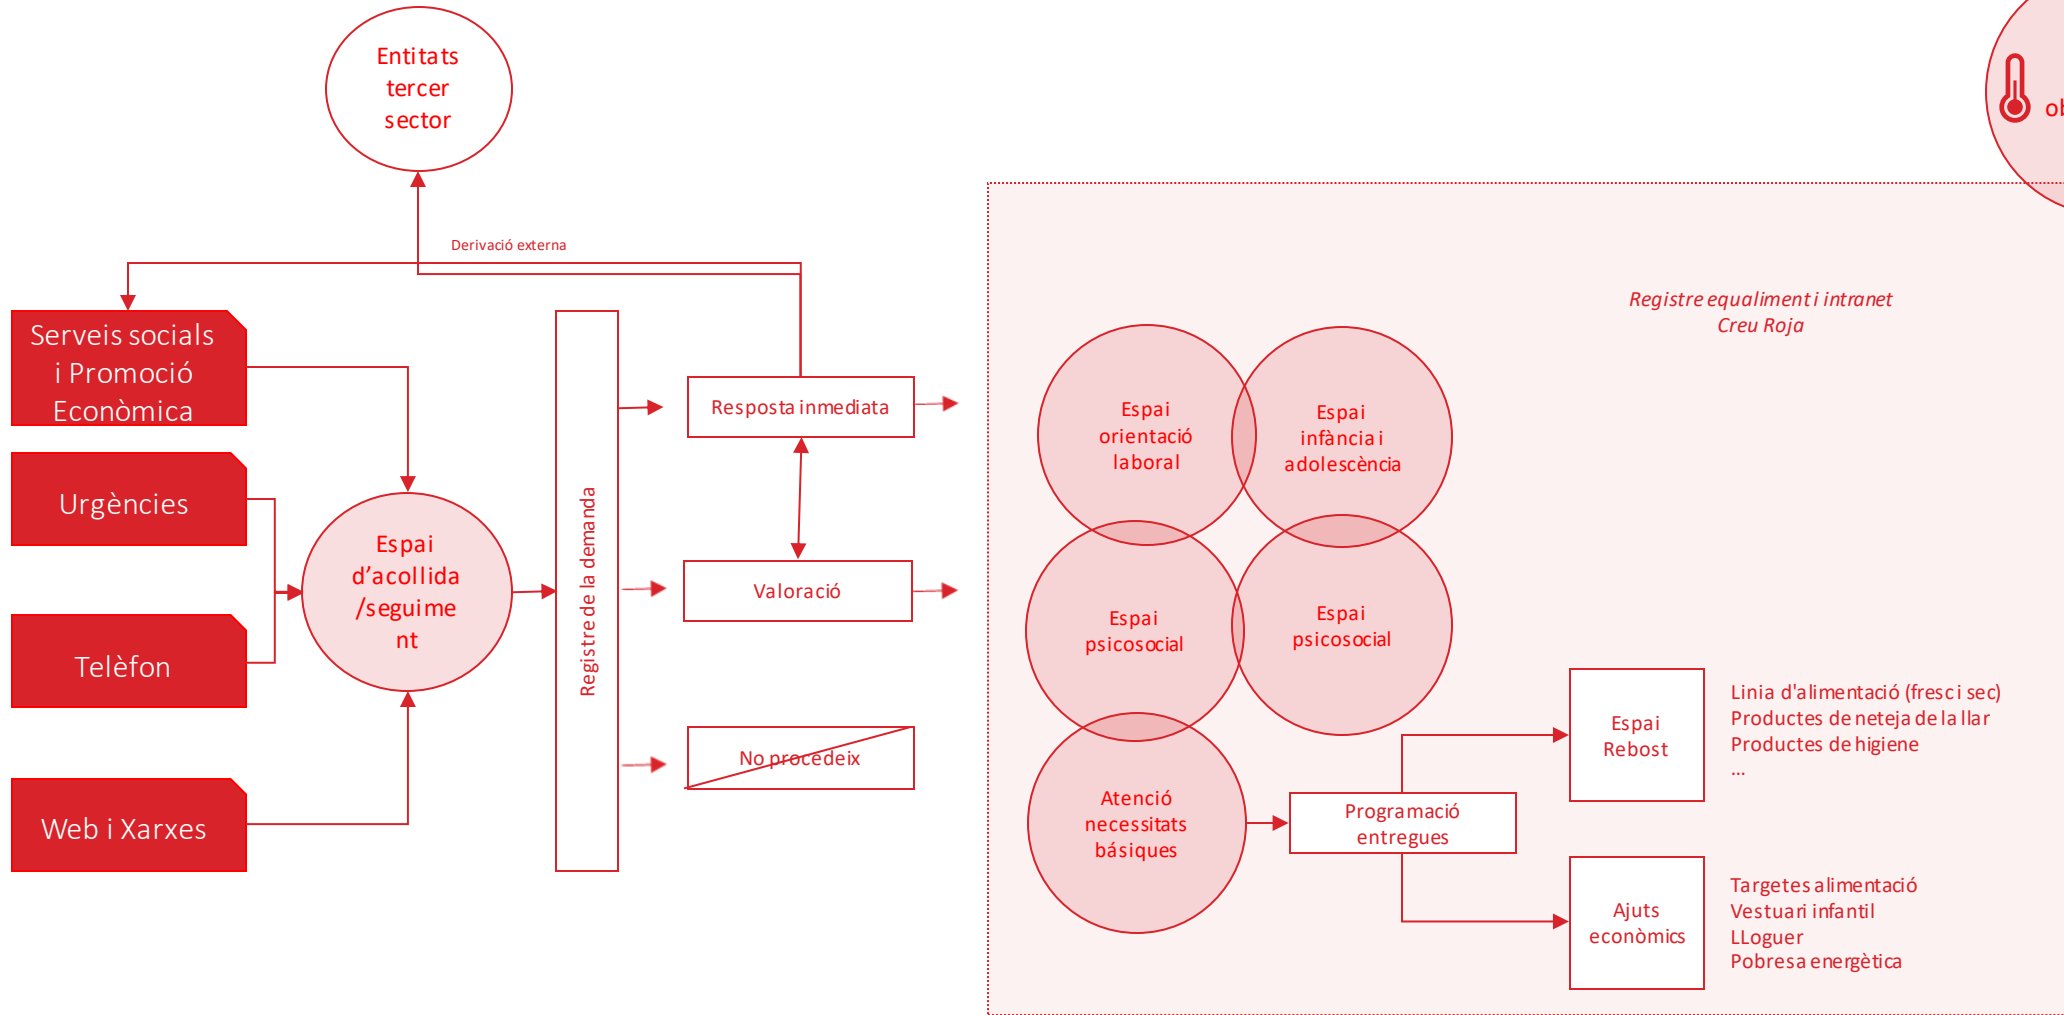 Entitats
tercer
sector
Derivació externa
Serveis socials
i Promoció
Econòmica
Urgències
Telèfon
Web i Xarxes
Espai
d’acollida
/seguime
nt
Registre de la demanda
Resposta inmediata
Valoració
No procedeix
Registre equaliment i intranet
Creu Roja
Espai
orientació
laboral
Espai
infància i
adolescència
Espai
psicosocial
Espai
psicosocial
Atenció
necessitats
básiques
Programació
entregues
Espai
Rebost
Linia d'alimentació (fresc i sec)
Productes de neteja de la llar
Productes de higiene
...
Ajuts
econòmics
Targetes alimentació
Vestuari infantil
LLoguer
Pobresa energètica